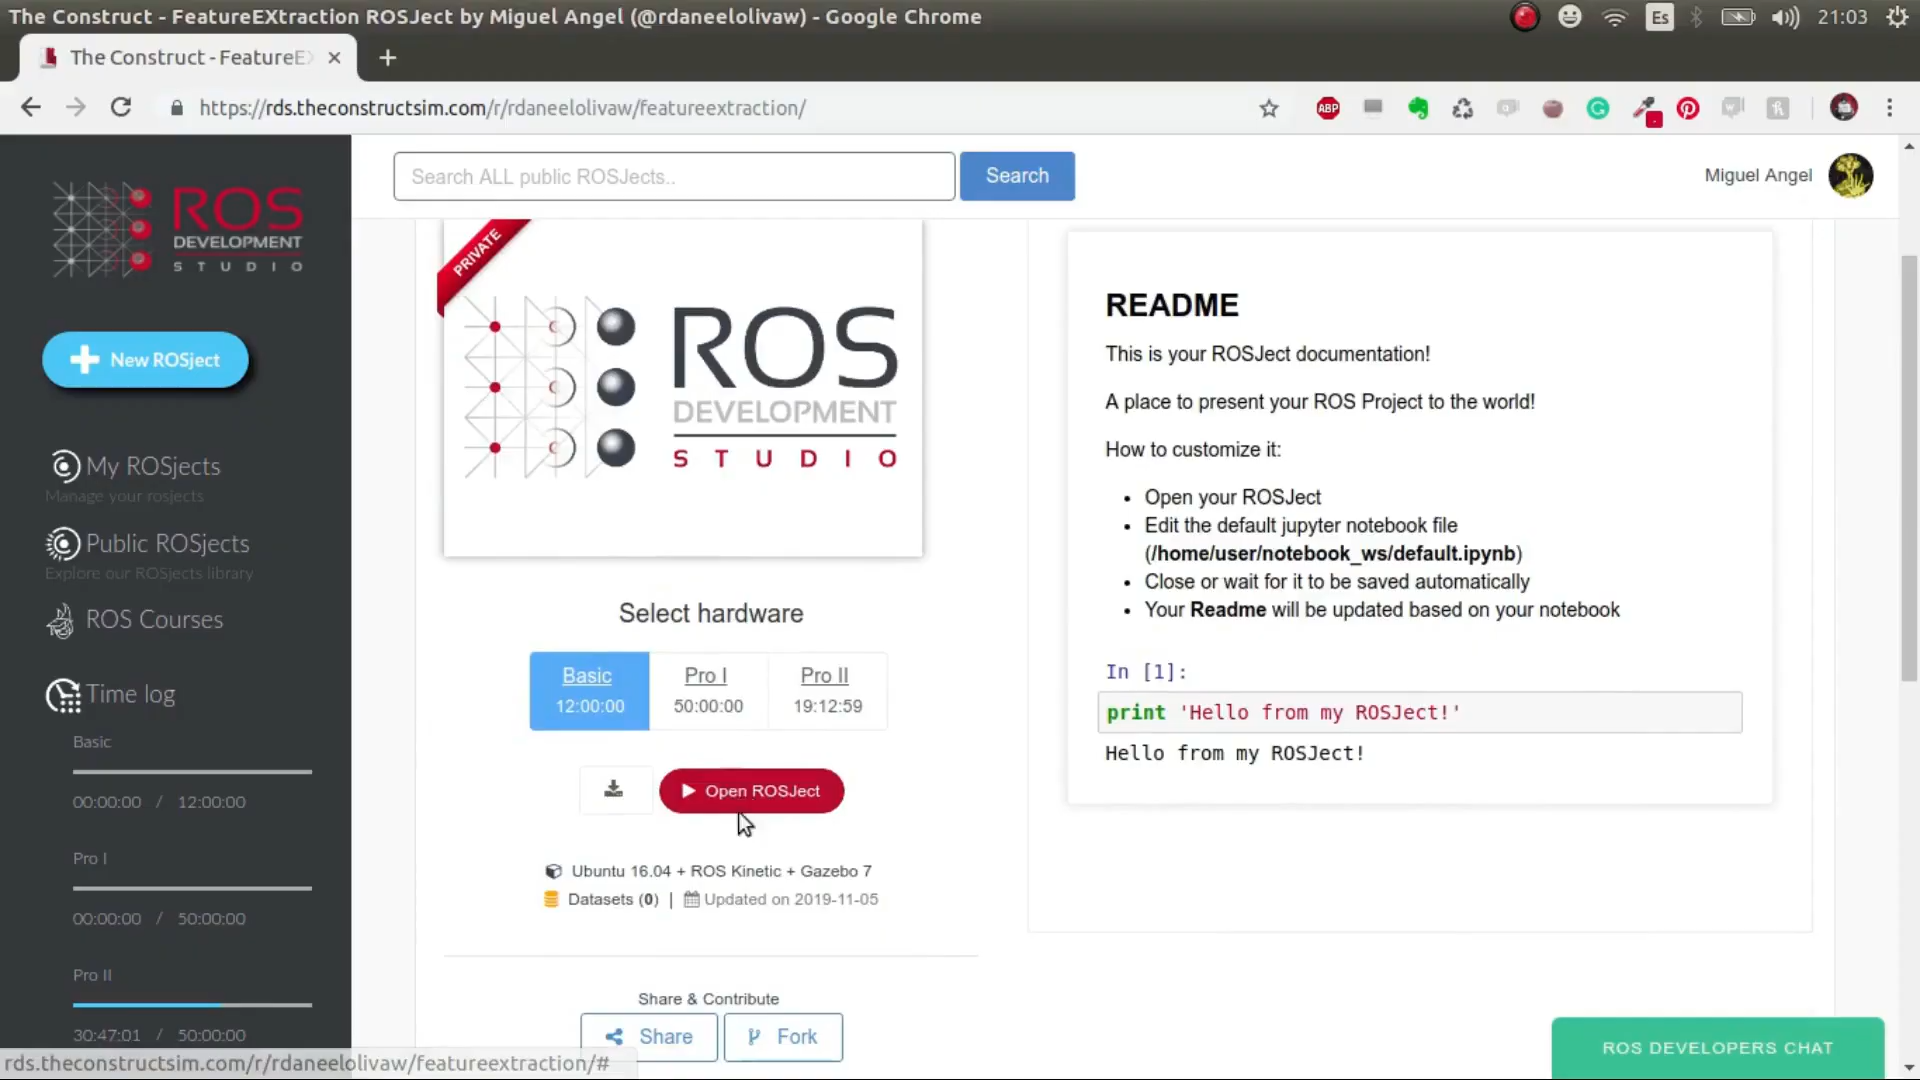 The Construct - FeatureEXtraction ROSJect by Miguel Angel (@rdaneelolivaw) - Google Chrome
Es
21:03
The Construct - FeatureEX
https://rds.theconstructsim.com/r/rdaneelolivaw/featureextraction/
ABP
ROS
DEVELOPMENT
STUDIO
Search ALL public ROSJects..
Search
Miguel Angel
New ROSject
My ROSjects
Manage your rosjects
Public ROSjects
Explore our ROSjects library
ROS Courses
Time log
Basic
00:00:00 / 12:00:00
Pro I
00:00:00 / 50:00:00
Pro II
30:47:01 / 50:00:00
PRIVATE
ROS
DEVELOPMENT
STUDIO
Select hardware
Basic
12:00:00
Pro I
50:00:00
Pro II
19:12:59
Open ROSJect
Ubuntu 16.04 + ROS Kinetic + Gazebo 7
Datasets (0) | Updated on 2019-11-05
Share & Contribute
Share
Fork
README
This is your ROSJect documentation!
A place to present your ROS Project to the world!
How to customize it:
• Open your ROSJect
• Edit the default jupyter notebook file
(/home/user/notebook_ws/default.ipynb)
• Close or wait for it to be saved automatically
• Your Readme will be updated based on your notebook
In [1]:
print 'Hello from my ROSJect!'
Hello from my ROSJect!
ROS DEVELOPERS CHAT
rds.theconstructsim.com/r/rdaneelolivaw/featureextraction/#